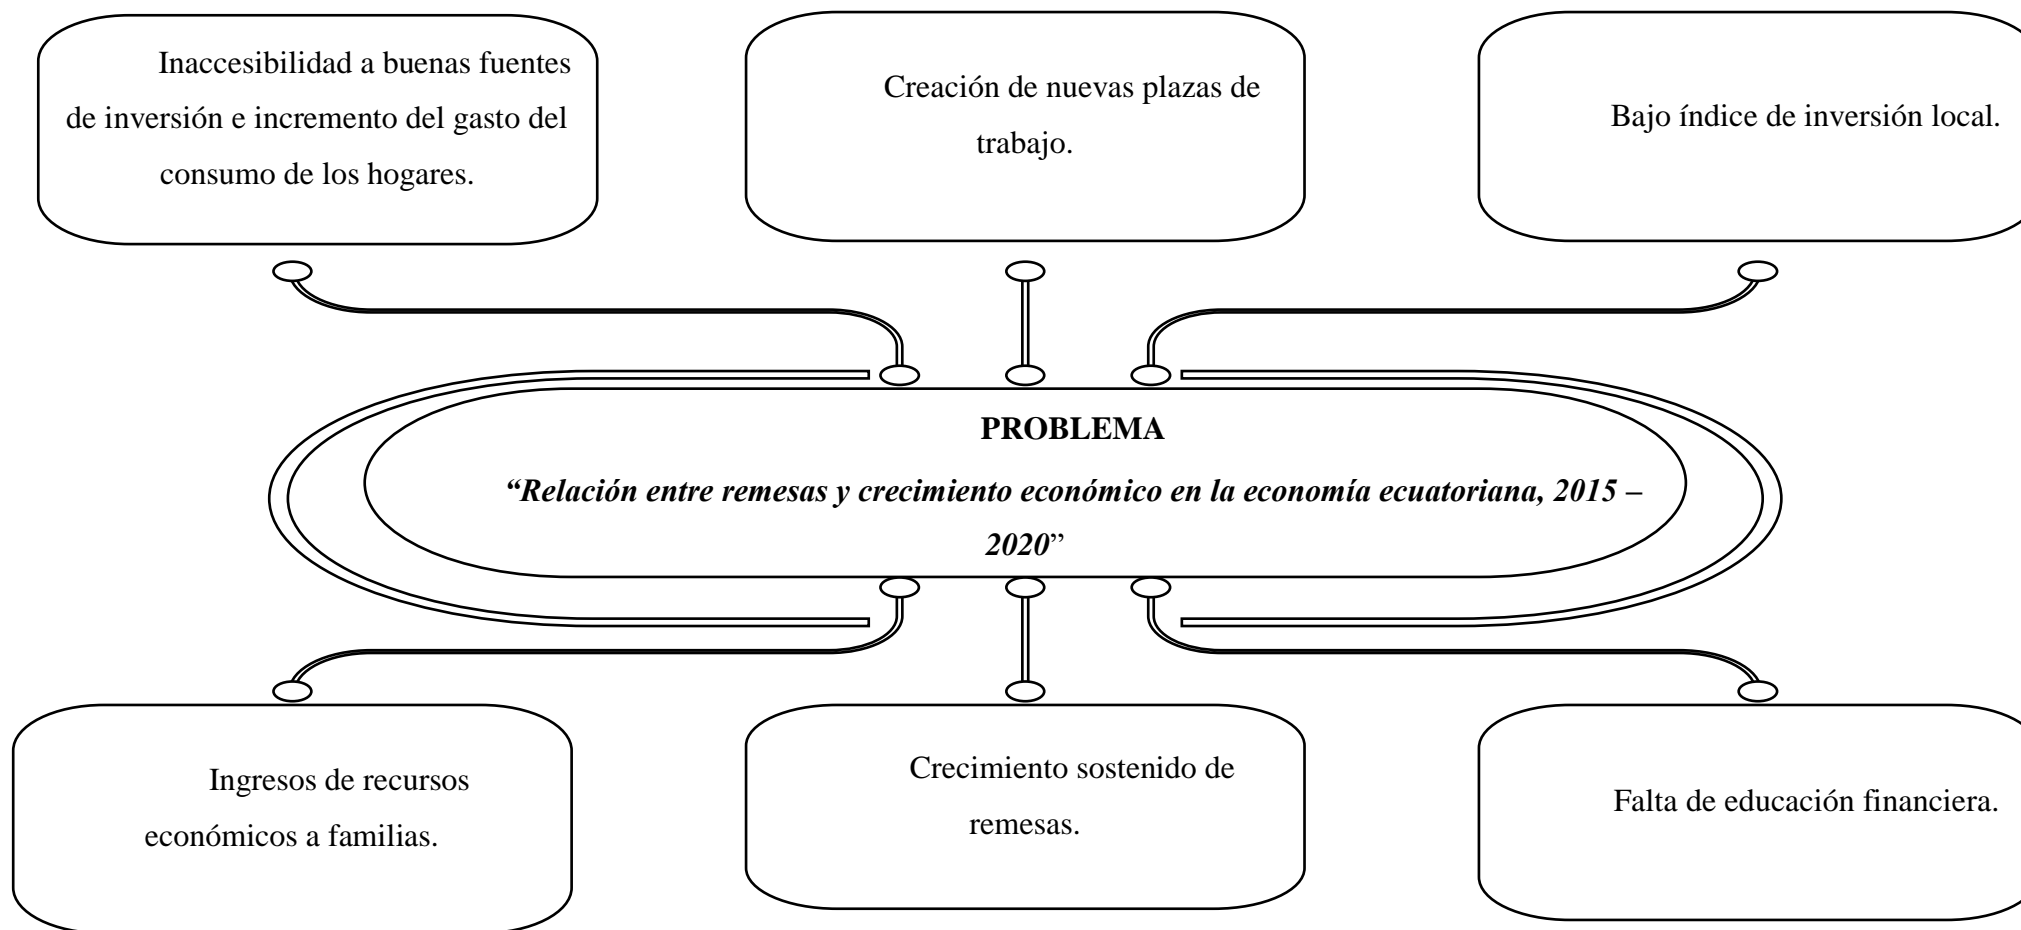 Inaccesibilidad a buenas fuentes
de inversión e incremento del gasto del
consumo de los hogares.
Creación de nuevas plazas de
trabajo.
Bajo índice de inversión local.
PROBLEMA
“Relación entre remesas y crecimiento económico en la economía ecuatoriana, 2015 –
2020”
Ingresos de recursos
económicos a familias.
Crecimiento sostenido de
remesas.
Falta de educación financiera.